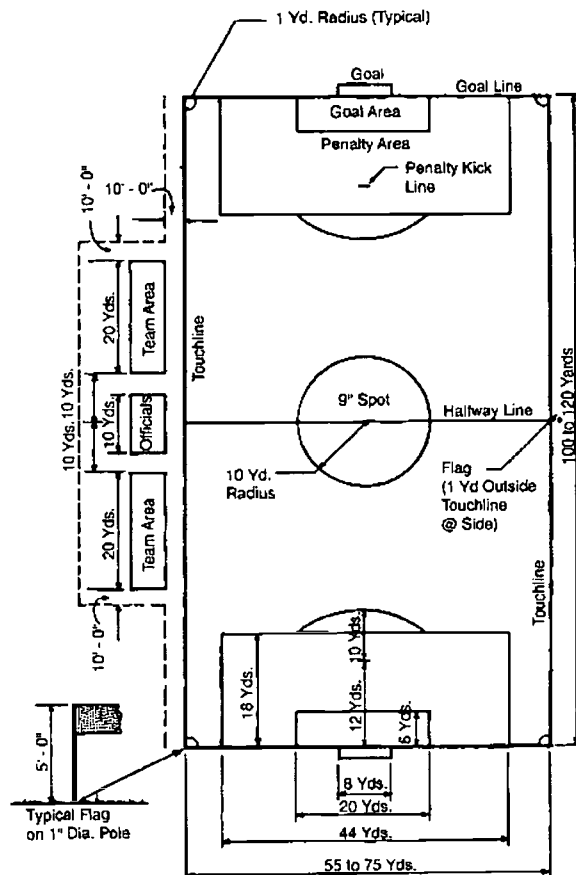 1 Yd. Radius (Typical)
Goal
Goal Line
Goal Area
Penalty Area
Penalty Kick
Line
10' - 0"
10' - 0"
20 Yds.
Team Area
Touchline
10 Yds.
10 Yds.
10 Yds.
Officials
9" Spot
Halfway Line
100 to 120 Yards
10 Yd.
Radius
Flag
(1 Yd Outside
Touchline
@ Side)
20 Yds.
Team Area
10' - 0"
Touchline
10 Yds.
18 Yds.
12 Yds.
6 Yds.
5' - 0"
Typical Flag
on 1" Dia. Pole
8 Yds.
20 Yds.
44 Yds.
55 to 75 Yds.